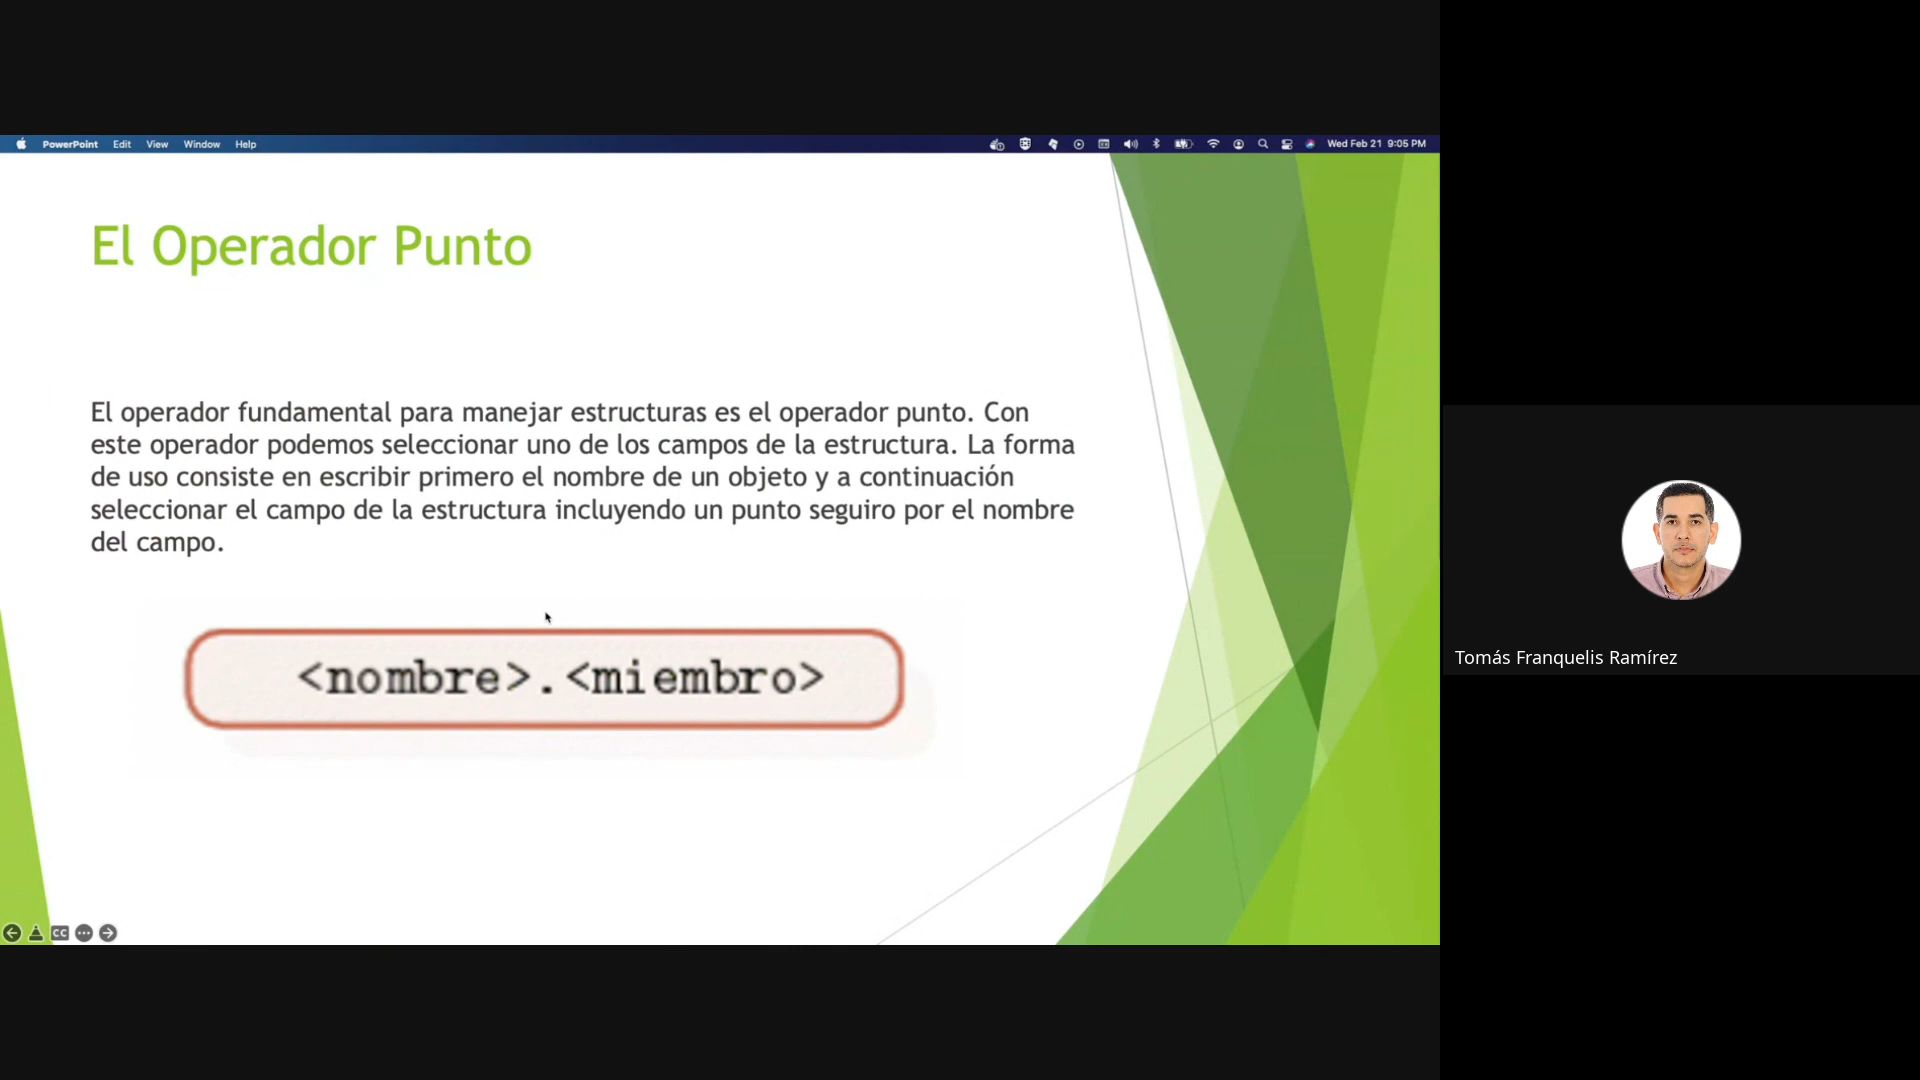 PowerPoint Edit View Window Help
Wed Feb 21 9:05 PM
El Operador Punto
El operador fundamental para manejar estructuras es el operador punto. Con
este operador podemos seleccionar uno de los campos de la estructura. La forma
de uso consiste en escribir primero el nombre de un objeto y a continuación
seleccionar el campo de la estructura incluyendo un punto seguiro por el nombre
del campo.
<nombre>.<miembro>
CC
Tomás Franquelis Ramírez